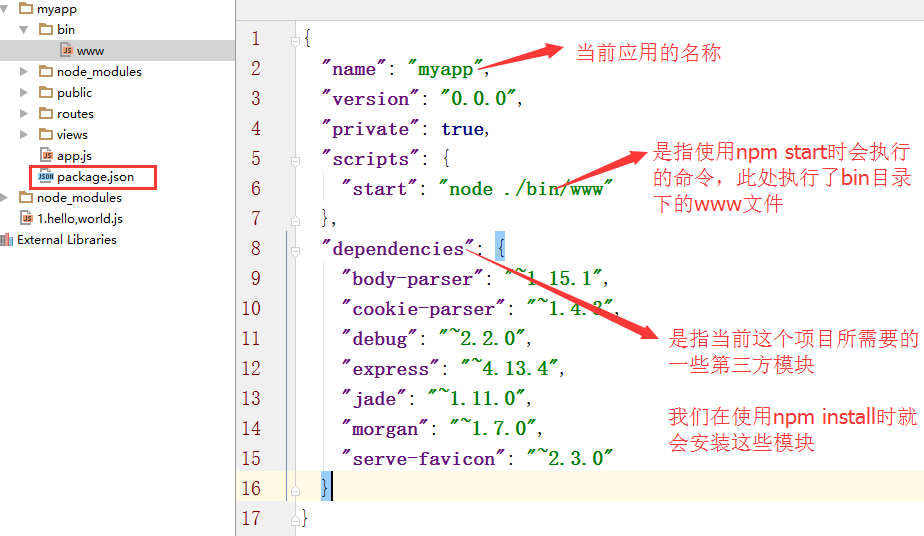 myapp
bin
www
node_modules
public
routes
views
app.js
package.json
node_modules
1.hello,world.js
External Libraries
1 {
2 "name": "myapp",
3 "version": "0.0.0",
4 "private": true,
5 "scripts": {
6 "start": "node ./bin/www"
7 },
8 "dependencies": {
9 "body-parser": "~1.15.1",
10 "cookie-parser": "~1.4.3",
11 "debug": "~2.2.0",
12 "express": "~4.13.4",
13 "jade": "~1.11.0",
14 "morgan": "~1.7.0",
15 "serve-favicon": "~2.3.0"
16 }
17 }
当前应用的名称
是指使用npm start时会执行
的命令，此处执行了bin目录
下的www文件
是指当前这个项目所需要的
一些第三方模块
我们在使用npm install时就
会安装这些模块